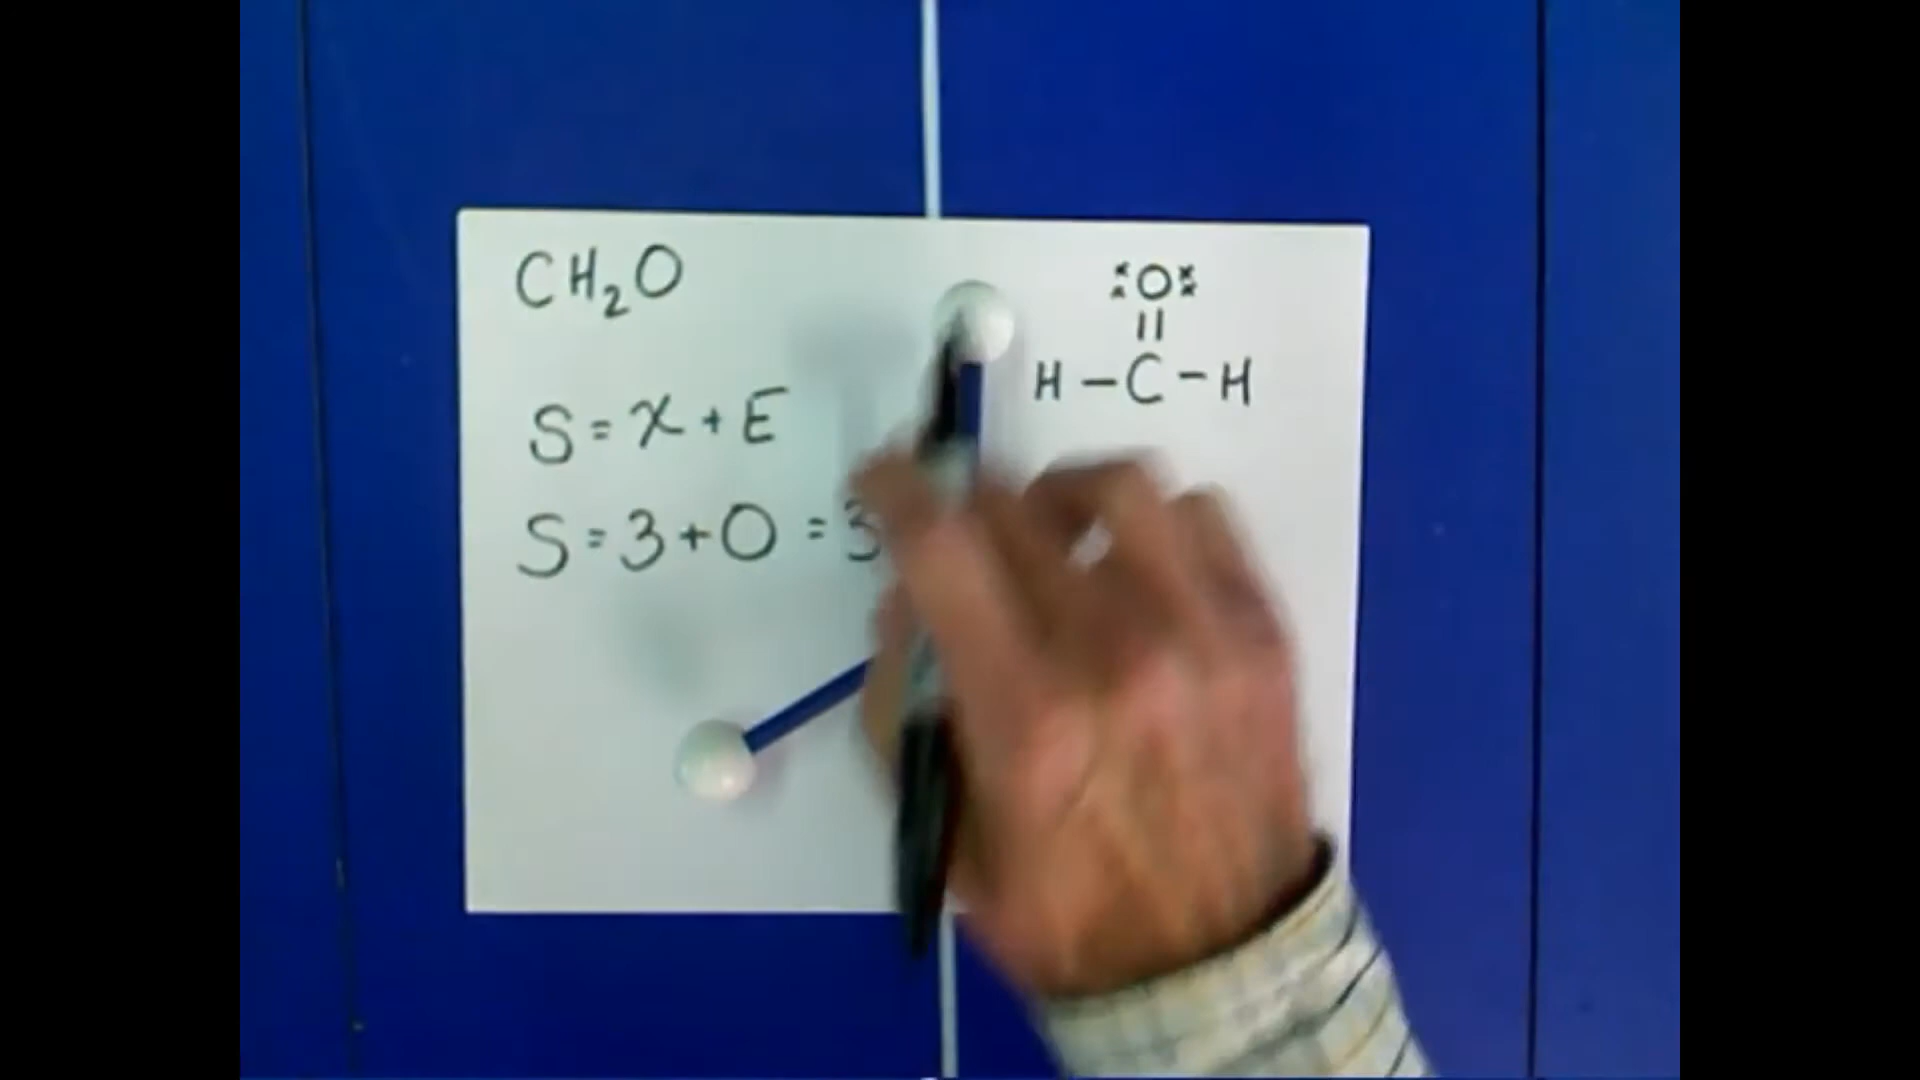 CH₂O
:O:
||
H-C-H
S=X+E
S=3+O=3